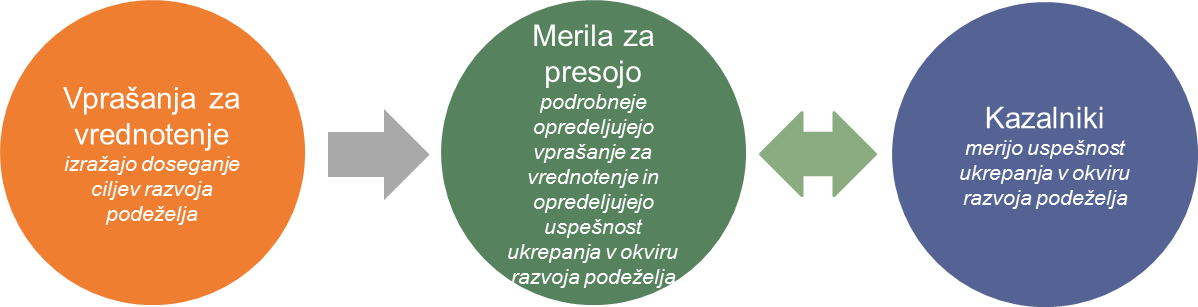 Vprašanja za
vrednotenje
izražajo doseganje
ciljev razvoja
podeželja
Merila za
presojo
podrobneje
opredeljujejo
vprašanje za
vrednotenje in
opredeljujejo
uspešnost
ukrepanja v okviru
razvoja podeželja
Kazalniki
merijo uspešnost
ukrepanja v okviru
razvoja podeželja